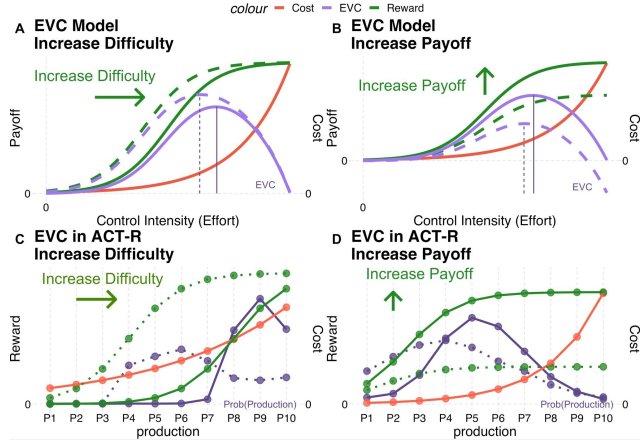 colour Cost EVC Reward
A EVC Model
Increase Difficulty
Increase Difficulty
Payoff
Cost
EVC
0
0
0
Control Intensity (Effort)
B EVC Model
Increase Payoff
Increase Payoff
Payoff
Cost
EVC
0
0
0
Control Intensity (Effort)
C EVC in ACT-R
Increase Difficulty
Increase Difficulty
Reward
Cost
Prob(Production)
0
0
P1 P2 P3 P4 P5 P6 P7 P8 P9 P10
production
D EVC in ACT-R
Increase Payoff
Increase Payoff
Reward
Cost
Prob(Production)
0
0
P1 P2 P3 P4 P5 P6 P7 P8 P9 P10
production